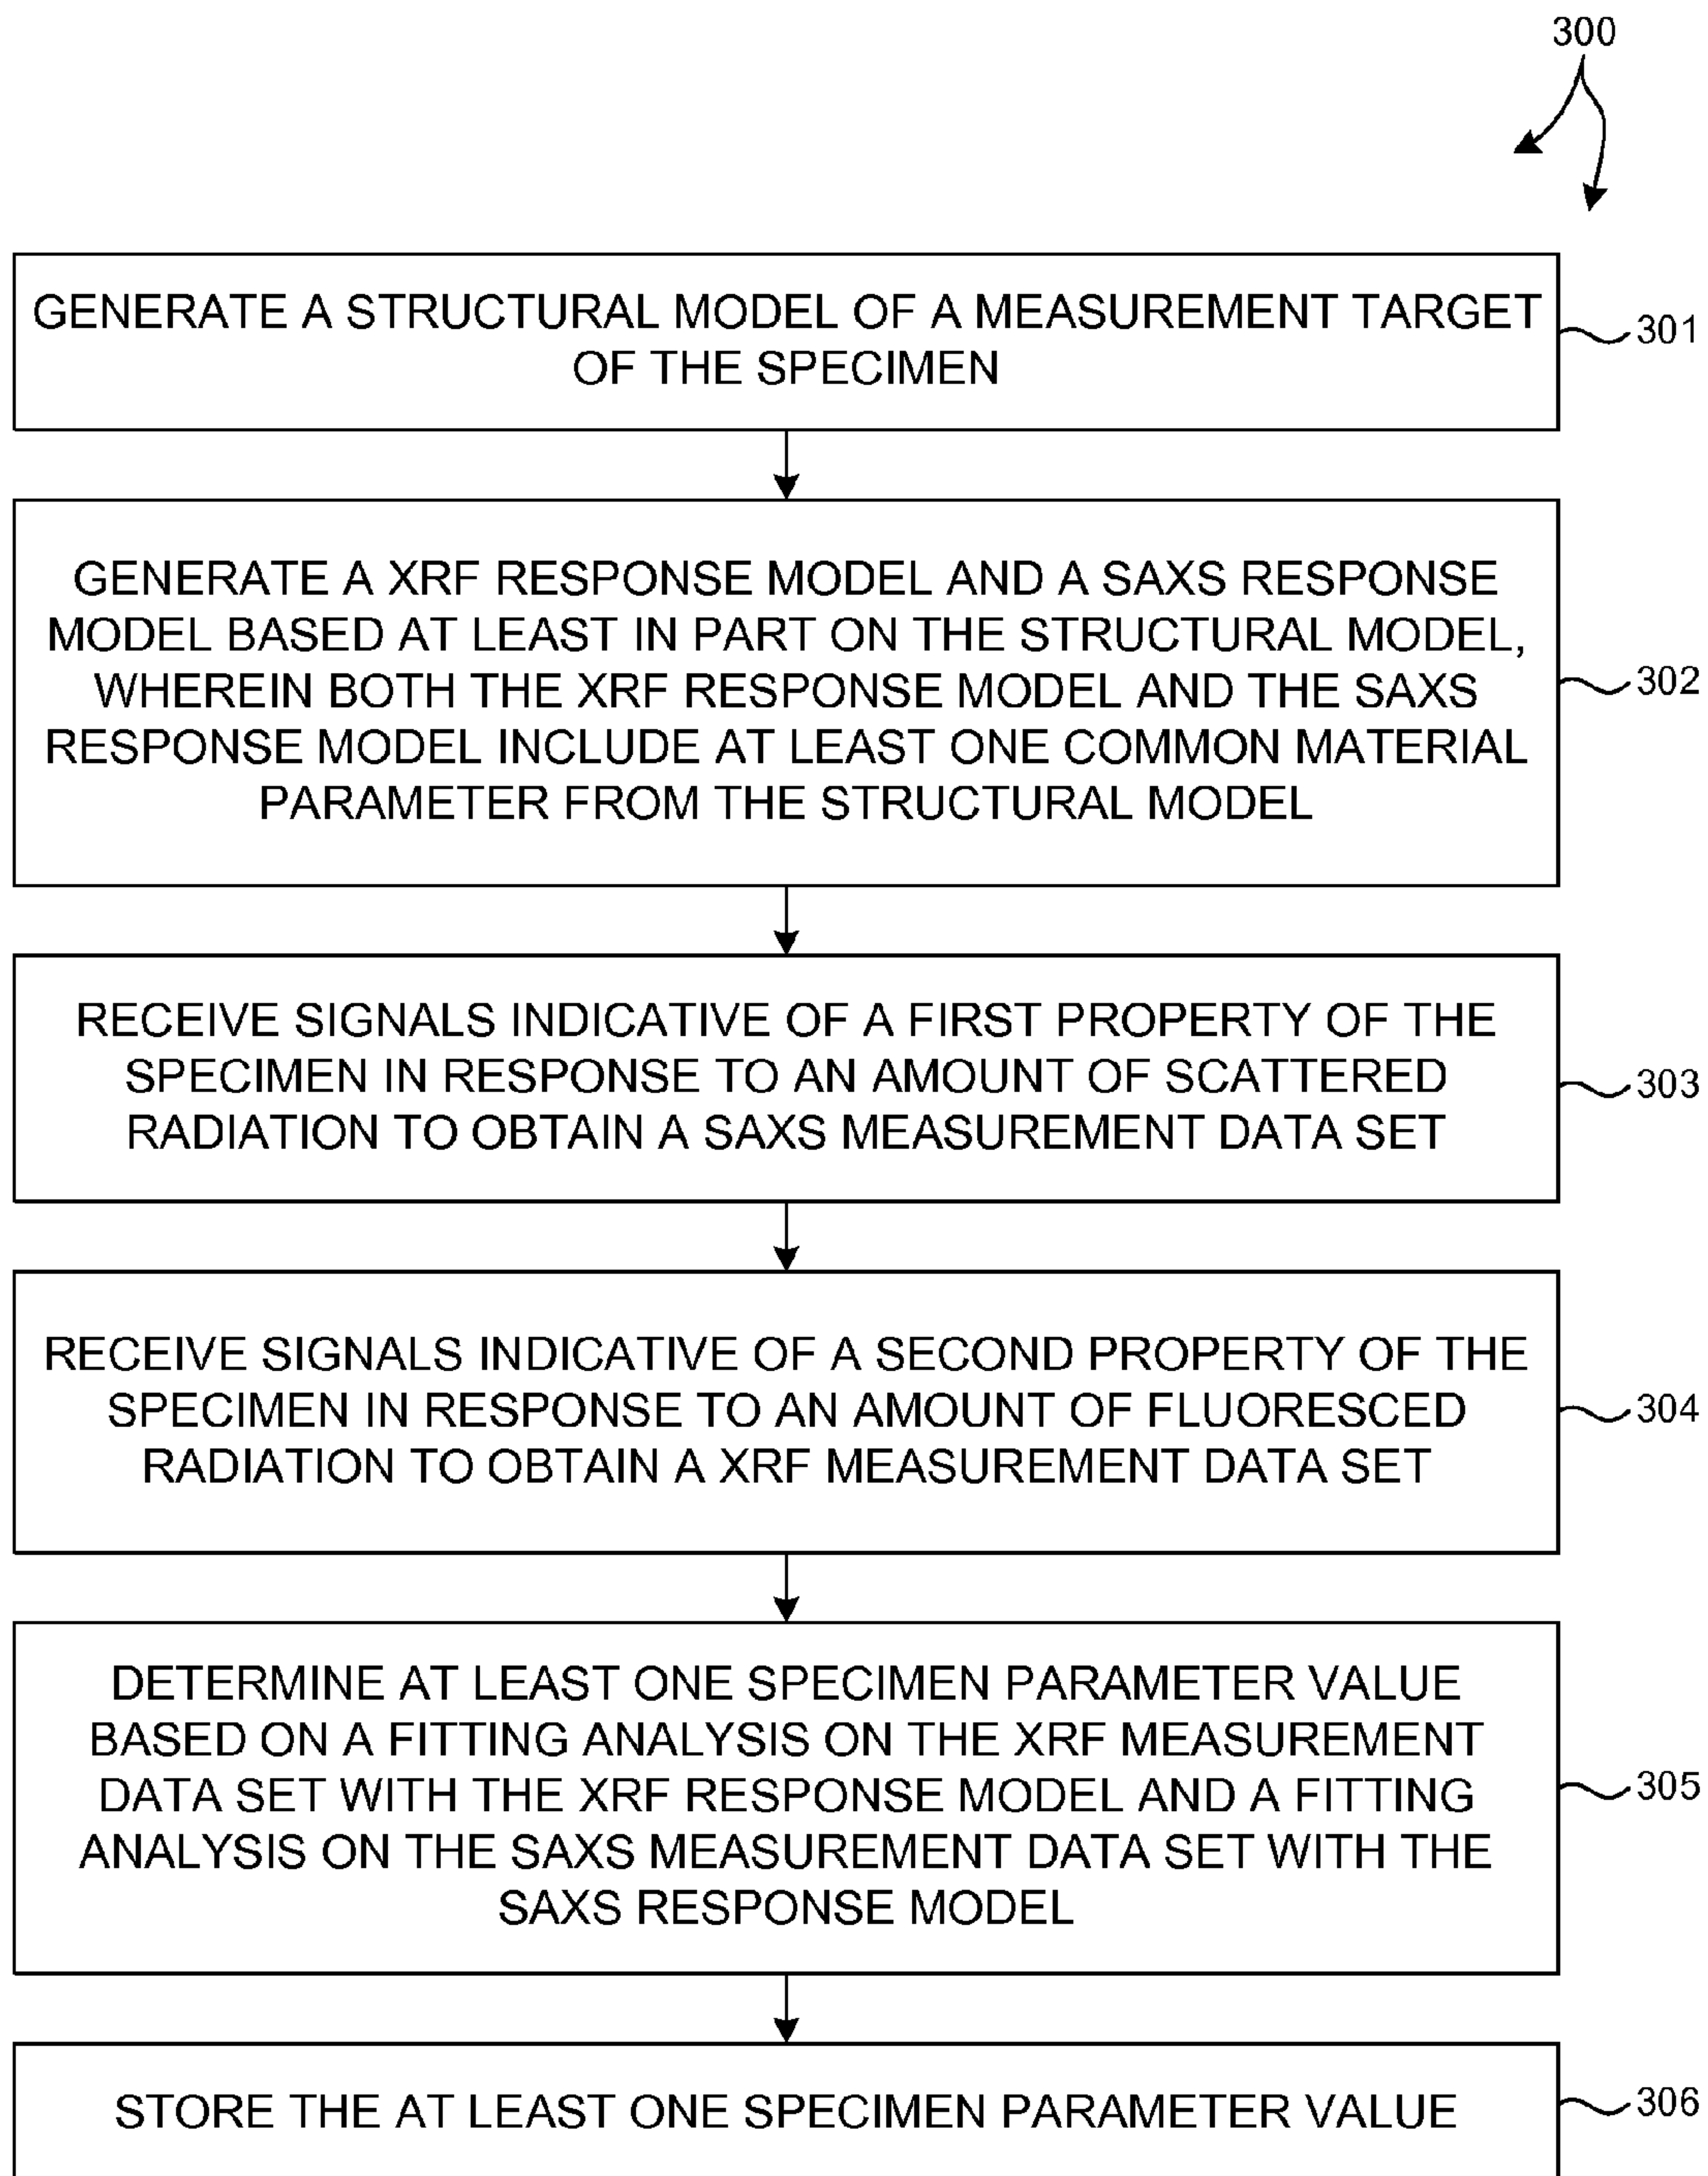 300
GENERATE A STRUCTURAL MODEL OF A MEASUREMENT TARGET
OF THE SPECIMEN
301
GENERATE A XRF RESPONSE MODEL AND A SAXS RESPONSE
MODEL BASED AT LEAST IN PART ON THE STRUCTURAL MODEL,
WHEREIN BOTH THE XRF RESPONSE MODEL AND THE SAXS
RESPONSE MODEL INCLUDE AT LEAST ONE COMMON MATERIAL
PARAMETER FROM THE STRUCTURAL MODEL
302
RECEIVE SIGNALS INDICATIVE OF A FIRST PROPERTY OF THE
SPECIMEN IN RESPONSE TO AN AMOUNT OF SCATTERED
RADIATION TO OBTAIN A SAXS MEASUREMENT DATA SET
303
RECEIVE SIGNALS INDICATIVE OF A SECOND PROPERTY OF THE
SPECIMEN IN RESPONSE TO AN AMOUNT OF FLUORESCED
RADIATION TO OBTAIN A XRF MEASUREMENT DATA SET
304
DETERMINE AT LEAST ONE SPECIMEN PARAMETER VALUE
BASED ON A FITTING ANALYSIS ON THE XRF MEASUREMENT
DATA SET WITH THE XRF RESPONSE MODEL AND A FITTING
ANALYSIS ON THE SAXS MEASUREMENT DATA SET WITH THE
SAXS RESPONSE MODEL
305
STORE THE AT LEAST ONE SPECIMEN PARAMETER VALUE
306